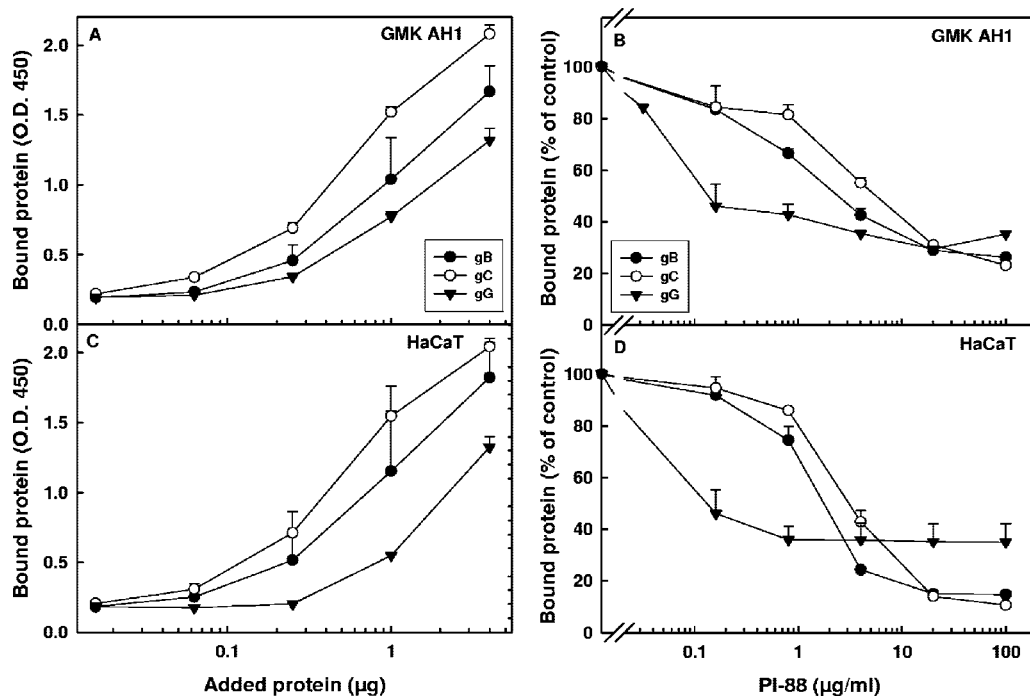 A
GMK AH1
Bound protein (O.D. 450)
2.0
1.5
1.0
0.5
0.0
gB
gC
gG
B
GMK AH1
Bound protein (% of control)
100
80
60
40
20
0
gB
gC
gG
C
HaCaT
Bound protein (O.D. 450)
2.0
1.5
1.0
0.5
0.0
0.1
1
Added protein (µg)
D
HaCaT
Bound protein (% of control)
100
80
60
40
20
0
0.1
1
10
100
PI-88 (µg/ml)